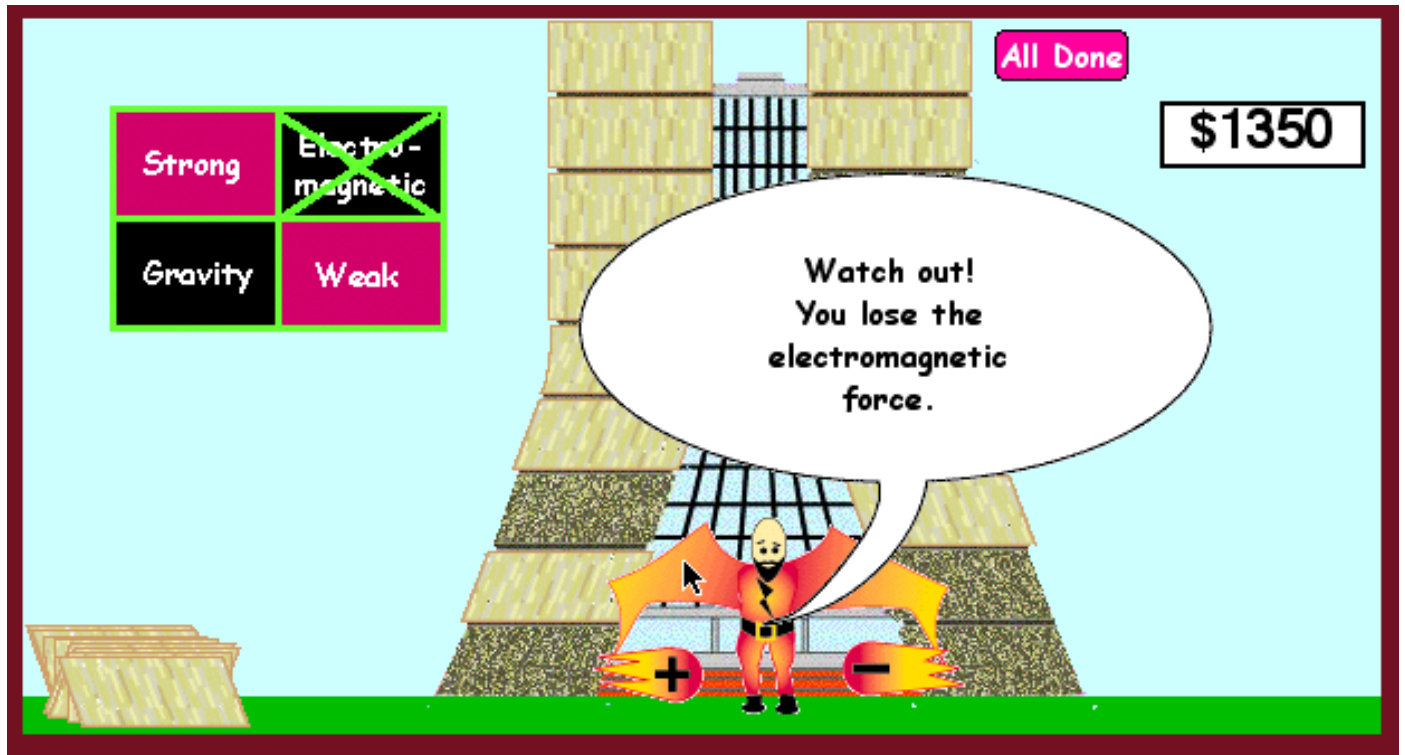 All Done
$1350
Strong
Electro-
magnetic
Gravity
Weak
Watch out!
You lose the
electromagnetic
force.
+
-